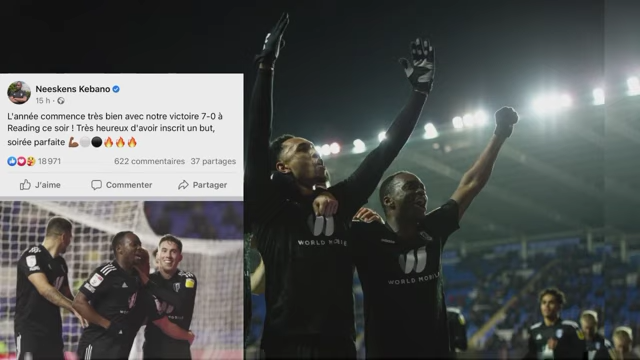 Neeskens Kebano
15 h
L'année commence très bien avec notre victoire 7-0 à
Reading ce soir ! Très heureux d'avoir inscrit un but,
soirée parfaite 💪🏾⚪⚫🔥🔥🔥
18 971 622 commentaires 37 partages
J'aime Commenter Partager
WORLD MOBILE
WORLD MOBILE